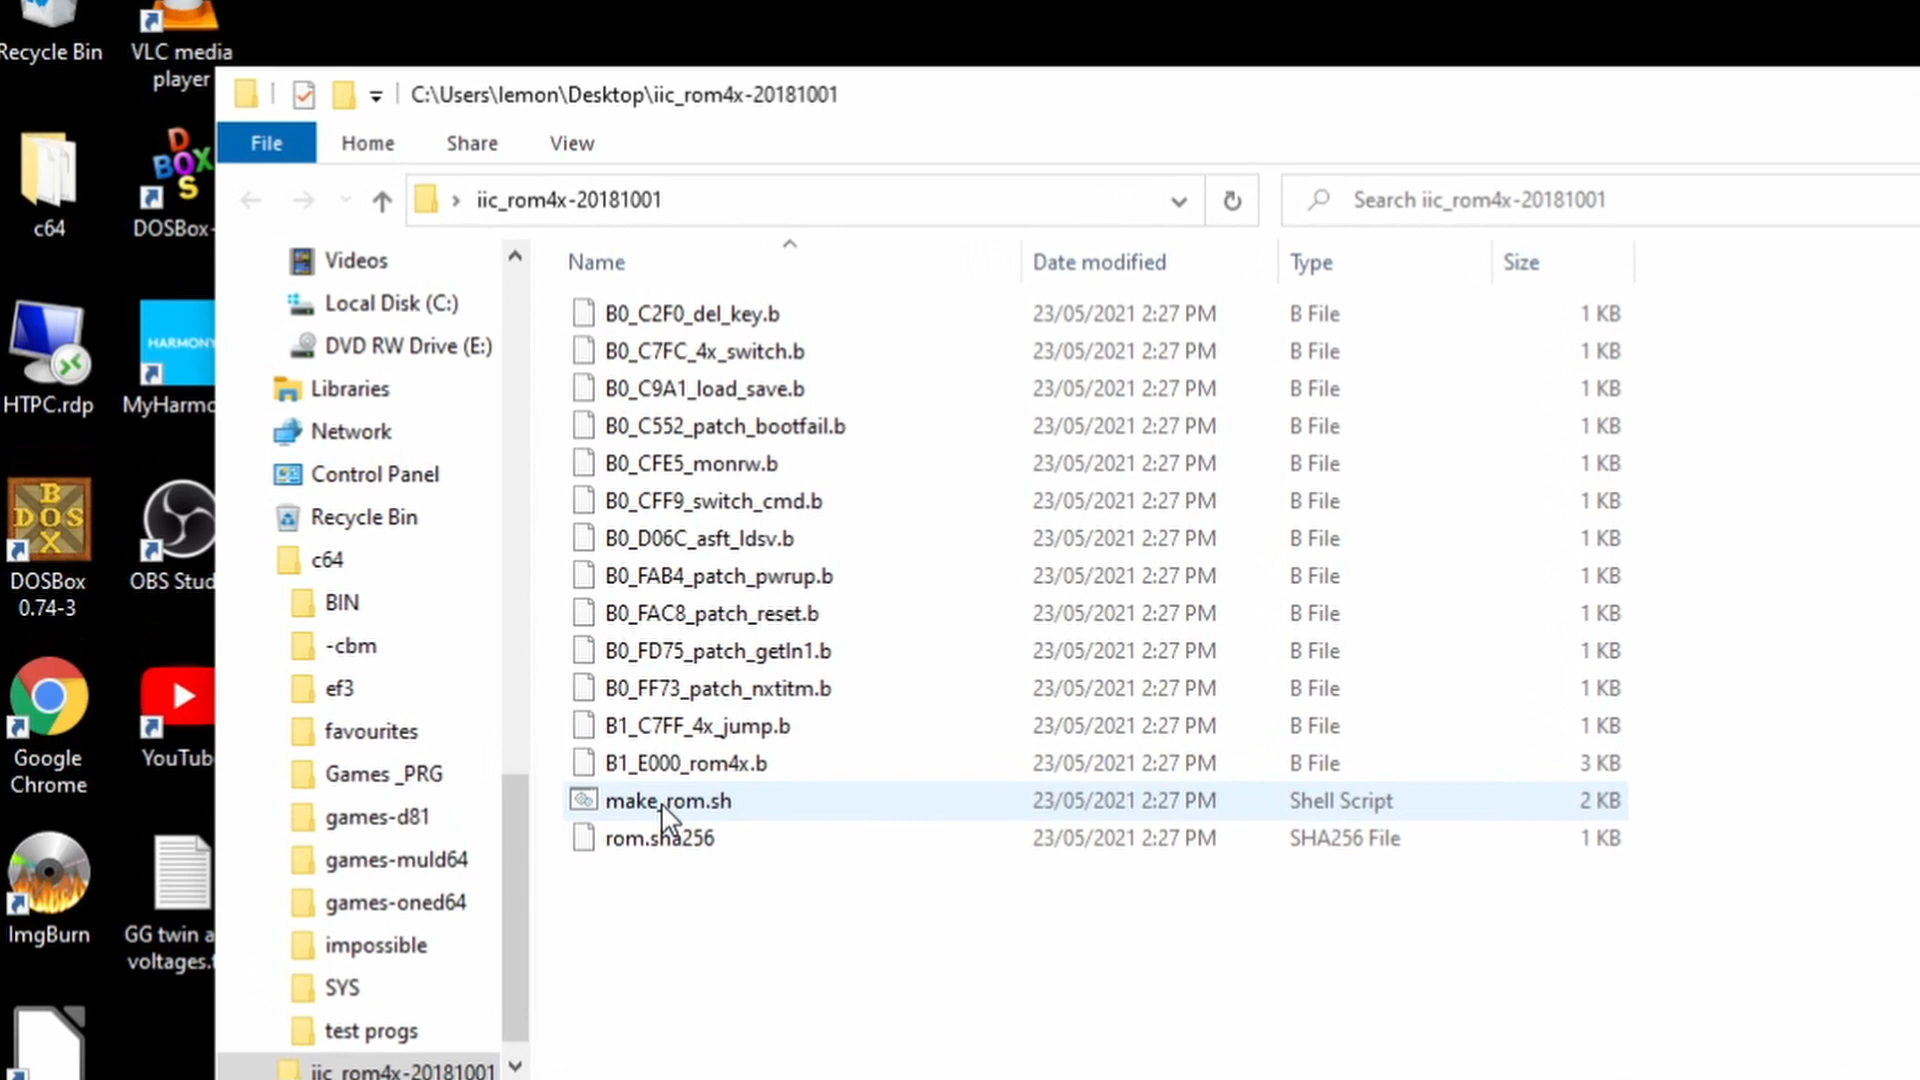 Recycle Bin
VLC media
player
c64
DOSBox-
HTPC.rdp
HARMONY
MyHarmo
DOSBox
0.74-3
OBS Stud
Google
Chrome
YouTub
ImgBurn
GG twin a
voltages.t
C:\Users\lemon\Desktop\iic_rom4x-20181001
File Home Share View
iic_rom4x-20181001
Search iic_rom4x-20181001
Videos
Local Disk (C:)
DVD RW Drive (E:)
Libraries
Network
Control Panel
Recycle Bin
c64
BIN
-cbm
ef3
favourites
Games _PRG
games-d81
games-muld64
games-oned64
impossible
SYS
test progs
iic_rom4x-20181001
Name Date modified Type Size
B0_C2F0_del_key.b 23/05/2021 2:27 PM B File 1 KB
B0_C7FC_4x_switch.b 23/05/2021 2:27 PM B File 1 KB
B0_C9A1_load_save.b 23/05/2021 2:27 PM B File 1 KB
B0_C552_patch_bootfail.b 23/05/2021 2:27 PM B File 1 KB
B0_CFE5_monrw.b 23/05/2021 2:27 PM B File 1 KB
B0_CFF9_switch_cmd.b 23/05/2021 2:27 PM B File 1 KB
B0_D06C_asft_ldsv.b 23/05/2021 2:27 PM B File 1 KB
B0_FAB4_patch_pwrup.b 23/05/2021 2:27 PM B File 1 KB
B0_FAC8_patch_reset.b 23/05/2021 2:27 PM B File 1 KB
B0_FD75_patch_getln1.b 23/05/2021 2:27 PM B File 1 KB
B0_FF73_patch_nxtitm.b 23/05/2021 2:27 PM B File 1 KB
B1_C7FF_4x_jump.b 23/05/2021 2:27 PM B File 1 KB
B1_E000_rom4x.b 23/05/2021 2:27 PM B File 3 KB
make_rom.sh 23/05/2021 2:27 PM Shell Script 2 KB
rom.sha256 23/05/2021 2:27 PM SHA256 File 1 KB